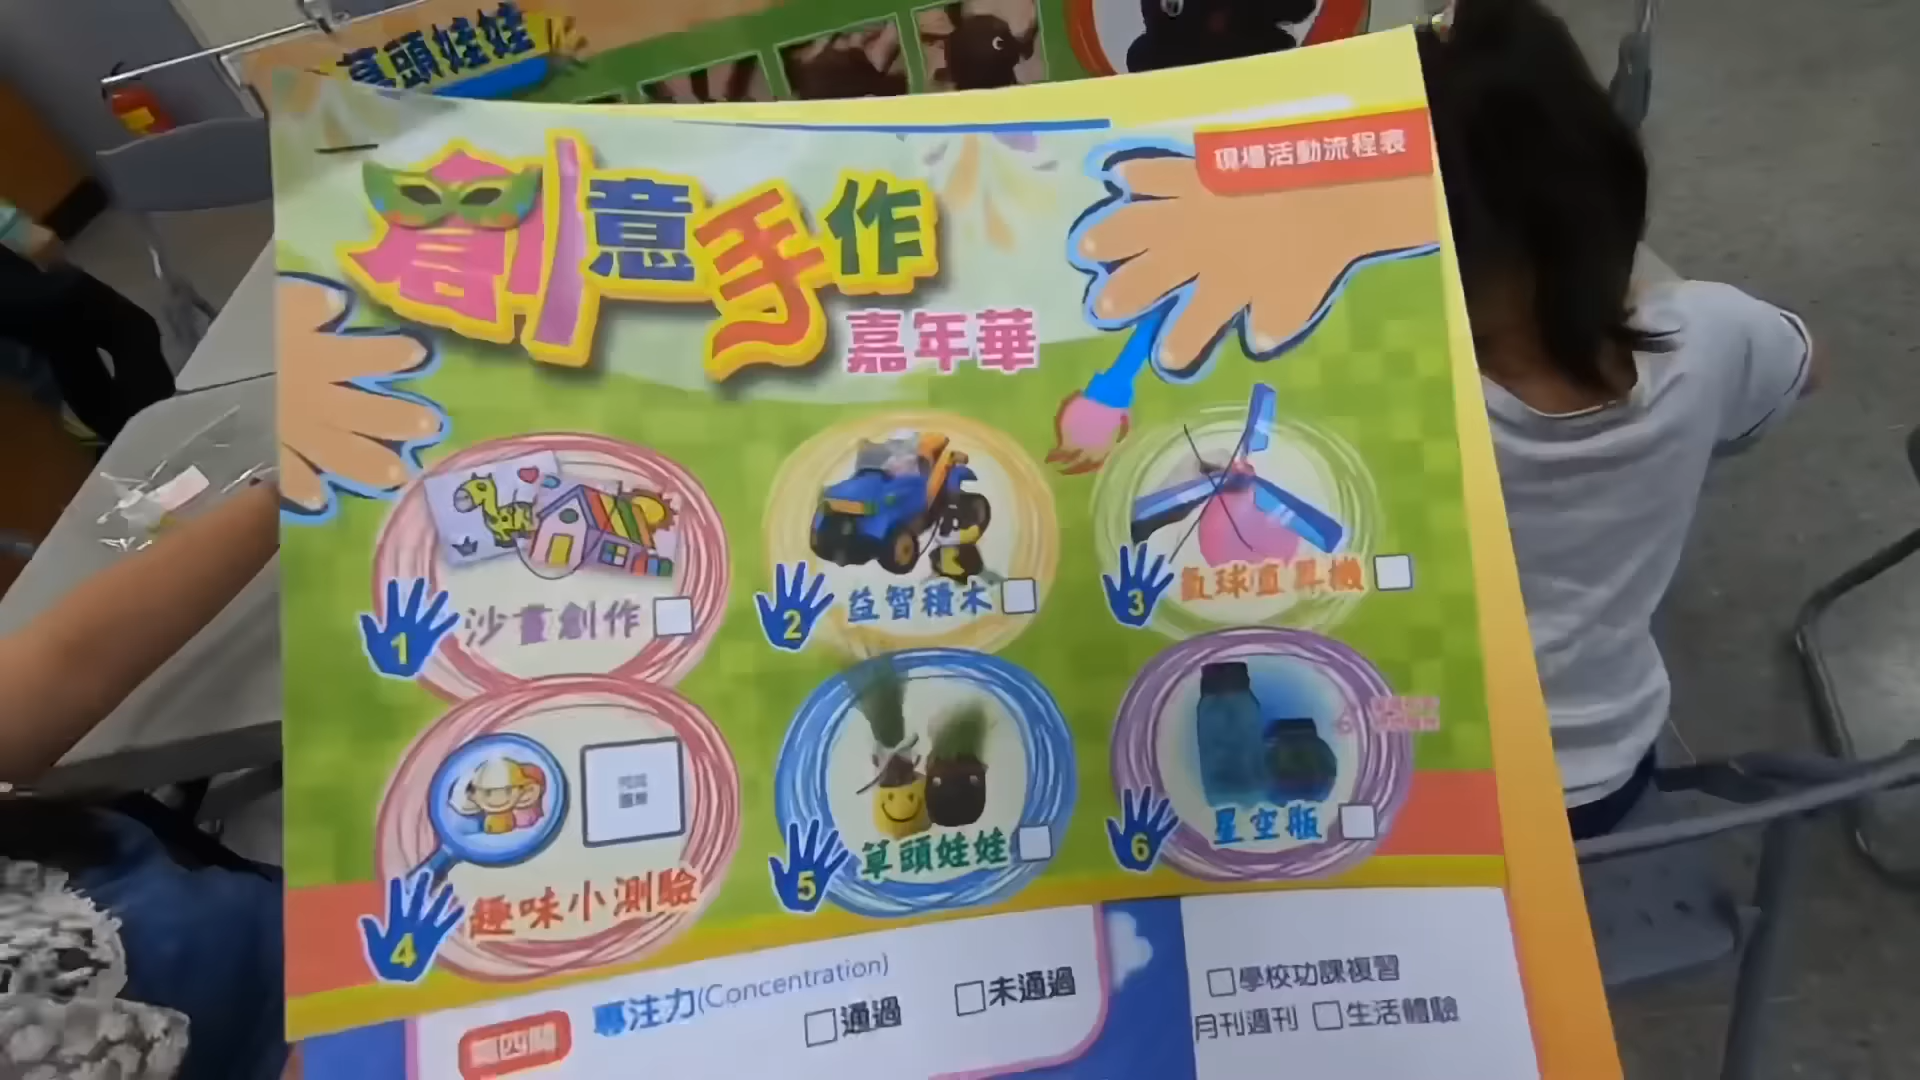 草頭娃娃
現場活動流程表
創意手作
嘉年華
1 沙畫創作
2 益智積木
3 氣球直昇機
4 趣味小測驗
5 草頭娃娃
6 星空瓶
第四關
專注力(Concentration)
通過
未通過
學校功課複習
月刊週刊 生活體驗